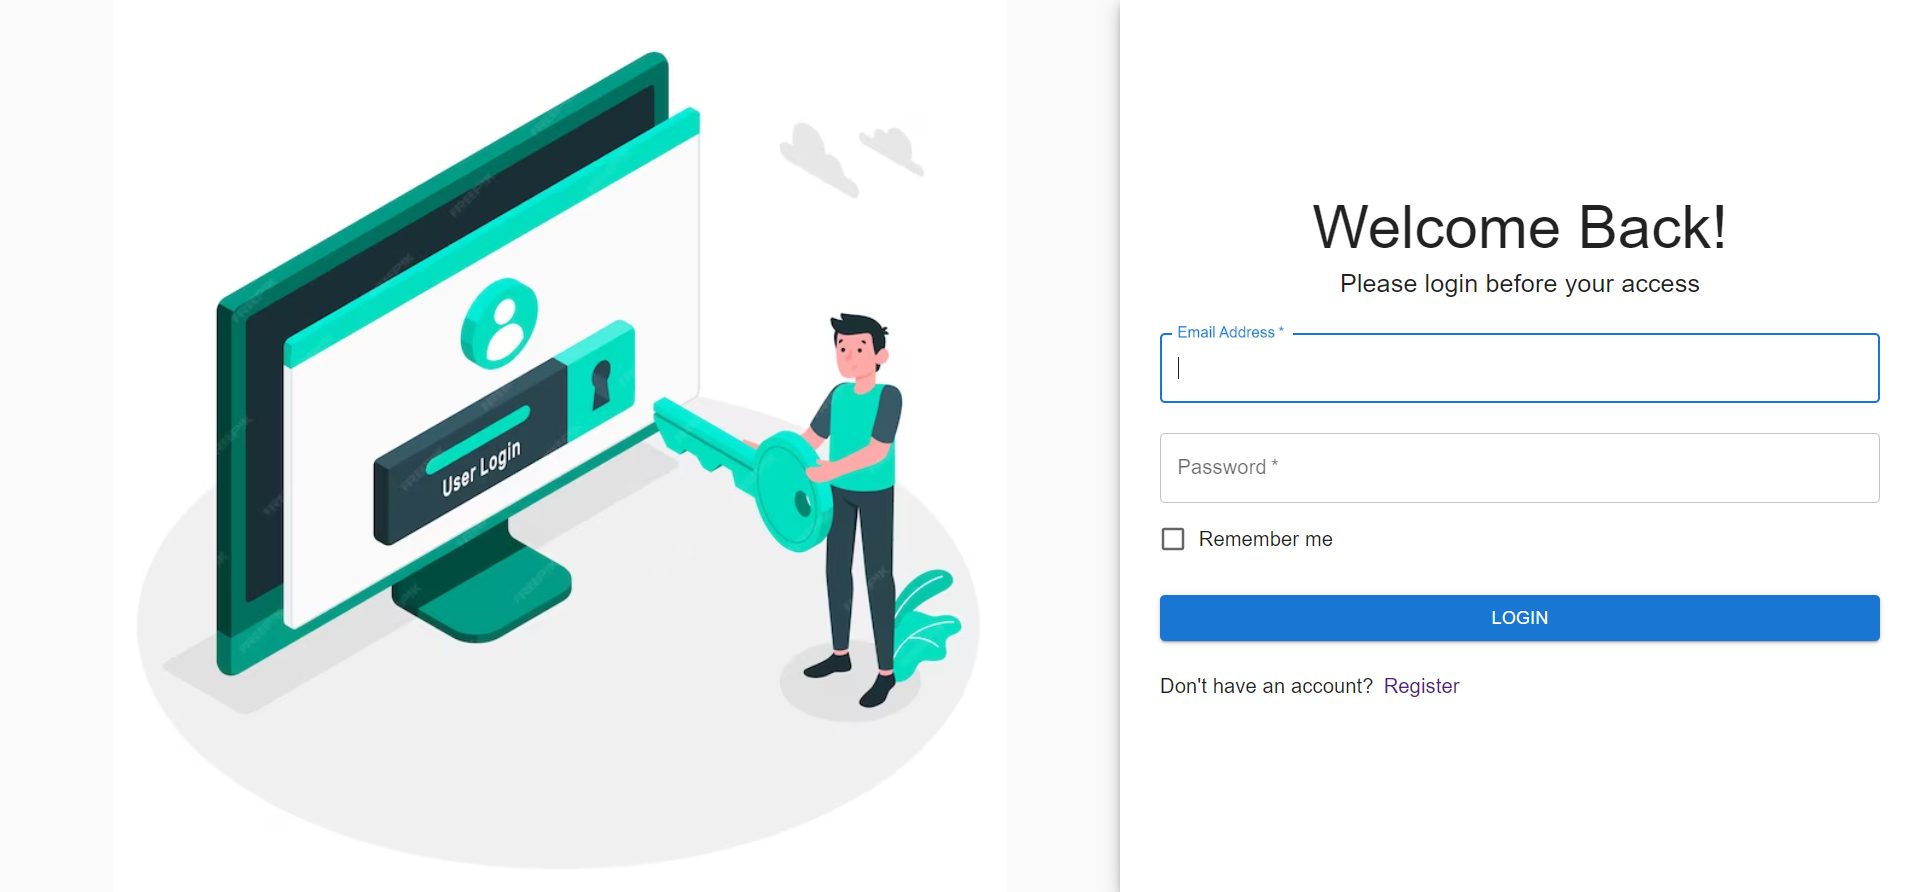 User Login
Welcome Back!
Please login before your access
Email Address *
Password *
Remember me
LOGIN
Don't have an account? Register